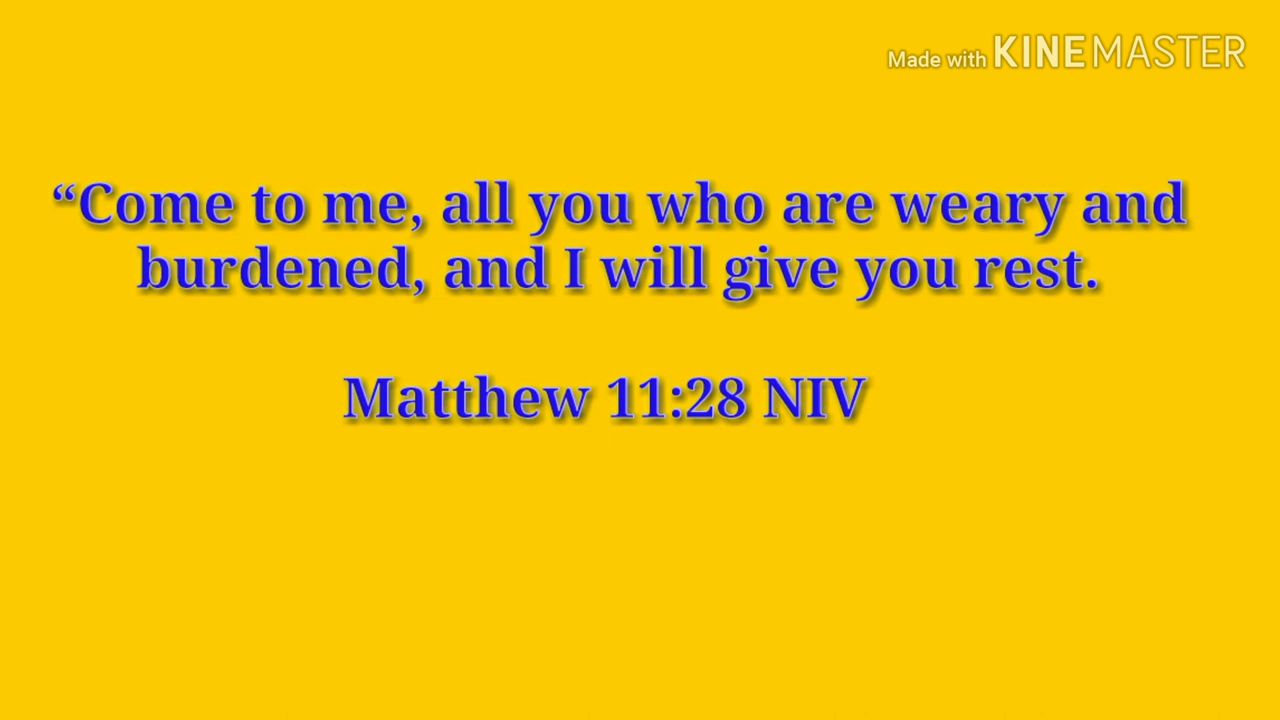 Made with KINEMASTER
“Come to me, all you who are weary and
burdened, and I will give you rest.
Matthew 11:28 NIV